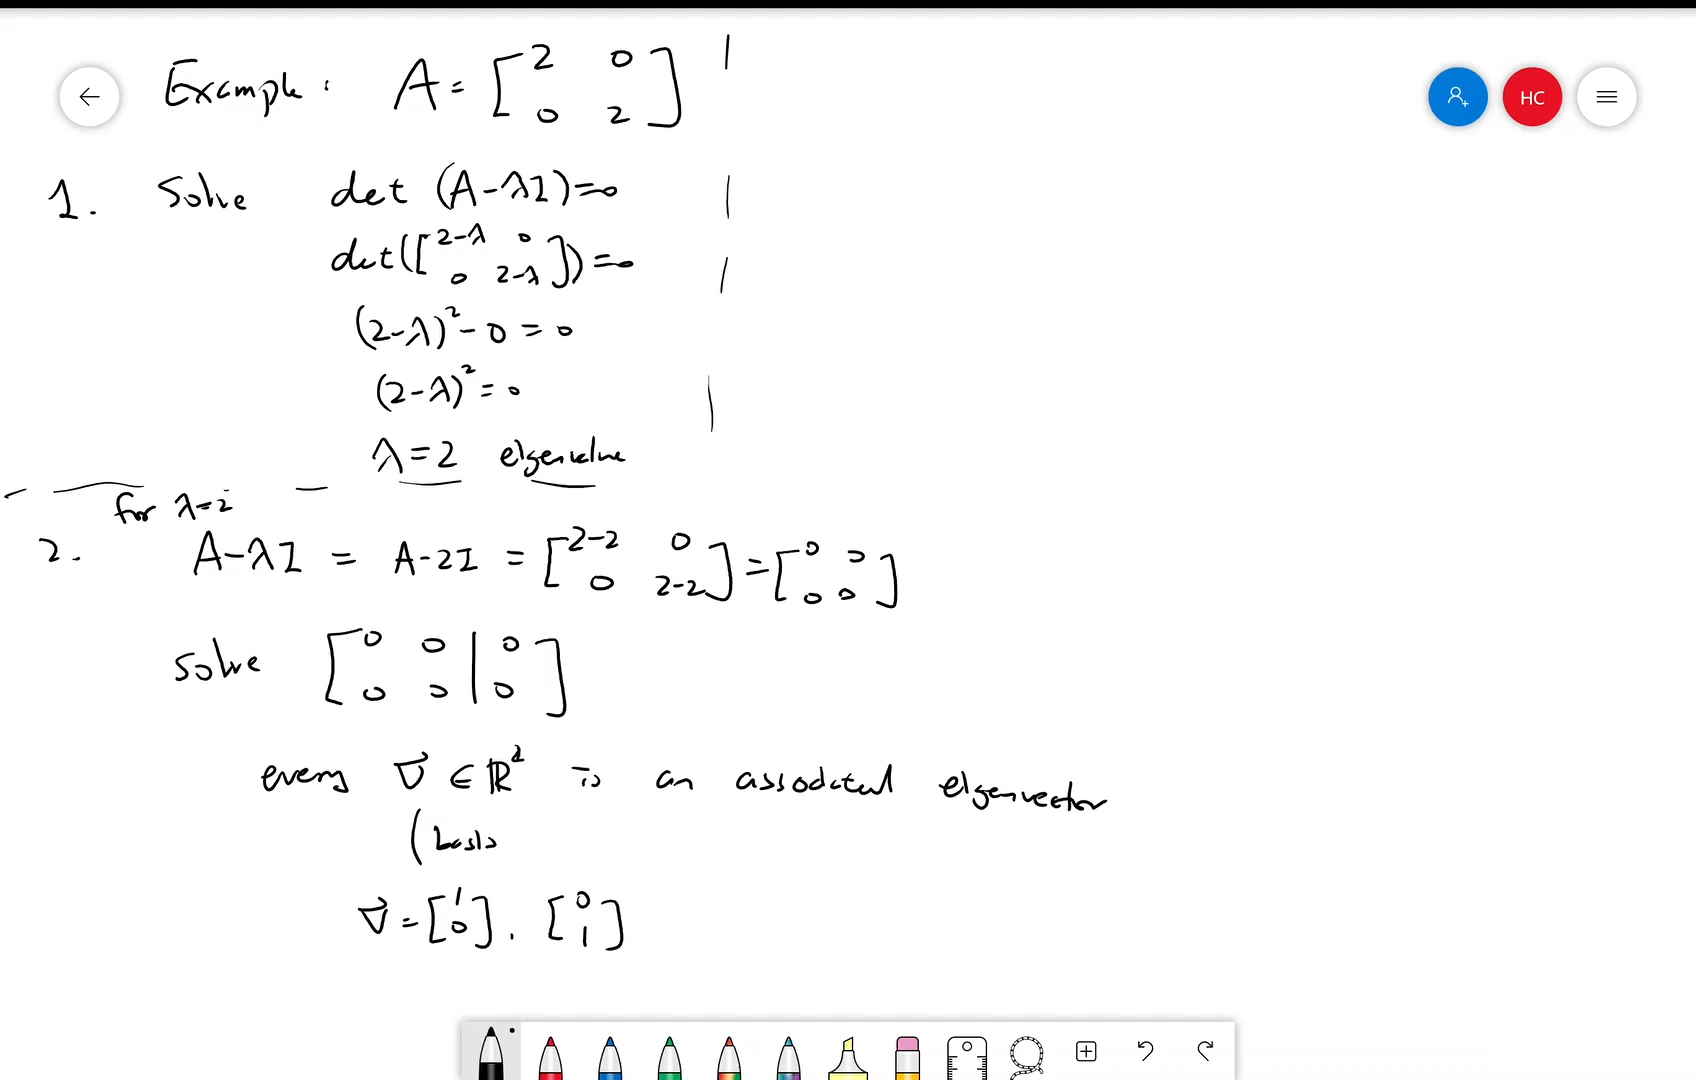 Example: A = [2 0; 0 2]
HC
1. Solve det (A-λI)=0
det([2-λ 0; 0 2-λ])=0
(2-λ)² - 0 = 0
(2-λ)² = 0
λ=2 eigenvalue
for λ=2
2. A-λI = A-2I = [2-2 0; 0 2-2] = [0 0; 0 0]
solve [0 0 | 0; 0 0 | 0]
every v⃗ ∈ ℝ² is an associated eigenvector
(basis
v⃗ = [1; 0], [0; 1]